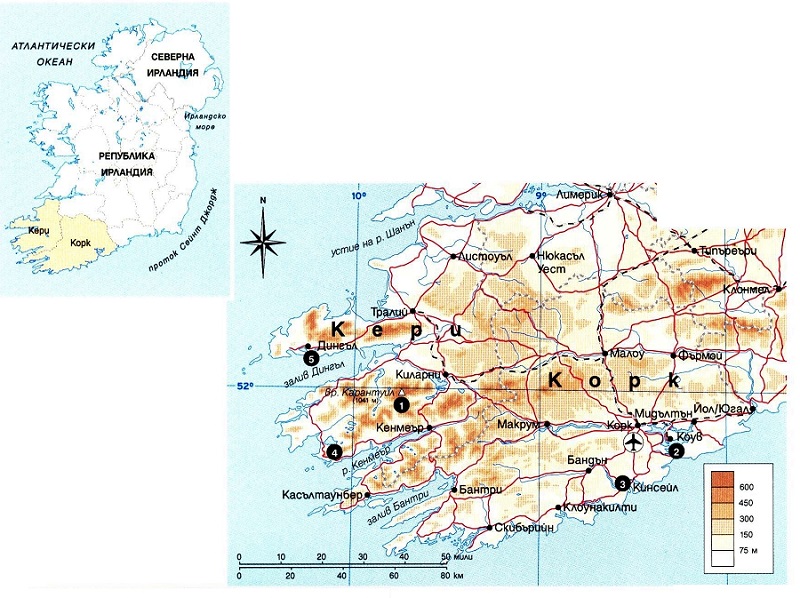 АТЛАНТИЧЕСКИ
ОКЕАН
СЕВЕРНА
ИРЛАНДИЯ
Ирландско
море
РЕПУБЛИКА
ИРЛАНДИЯ
Кери
Корк
проток Сейнт Джордж
N
10°
9°
Лимерик
устие на р. Шанън
Листоуъл
Нюкасъл
Уест
Типърери
Клонмел
Тралий
Кери
Дингъл
5
залив Дингъл
Малоу
Фърмой
Киларни
52°
Корк
вр. Карантуил
(1041 м)
1
Йол/Югал
Мидълтън
Кенмеър
Макрум
Корк
Коув
2
4
р. Кенмеър
Бандън
3
Кинсейл
Касълтаунбер
Бантри
залив Бантри
Клоунакилти
Скибърийн
600
450
300
150
75 м
0 10 20 30 40 50 мили
0 20 40 60 80 км